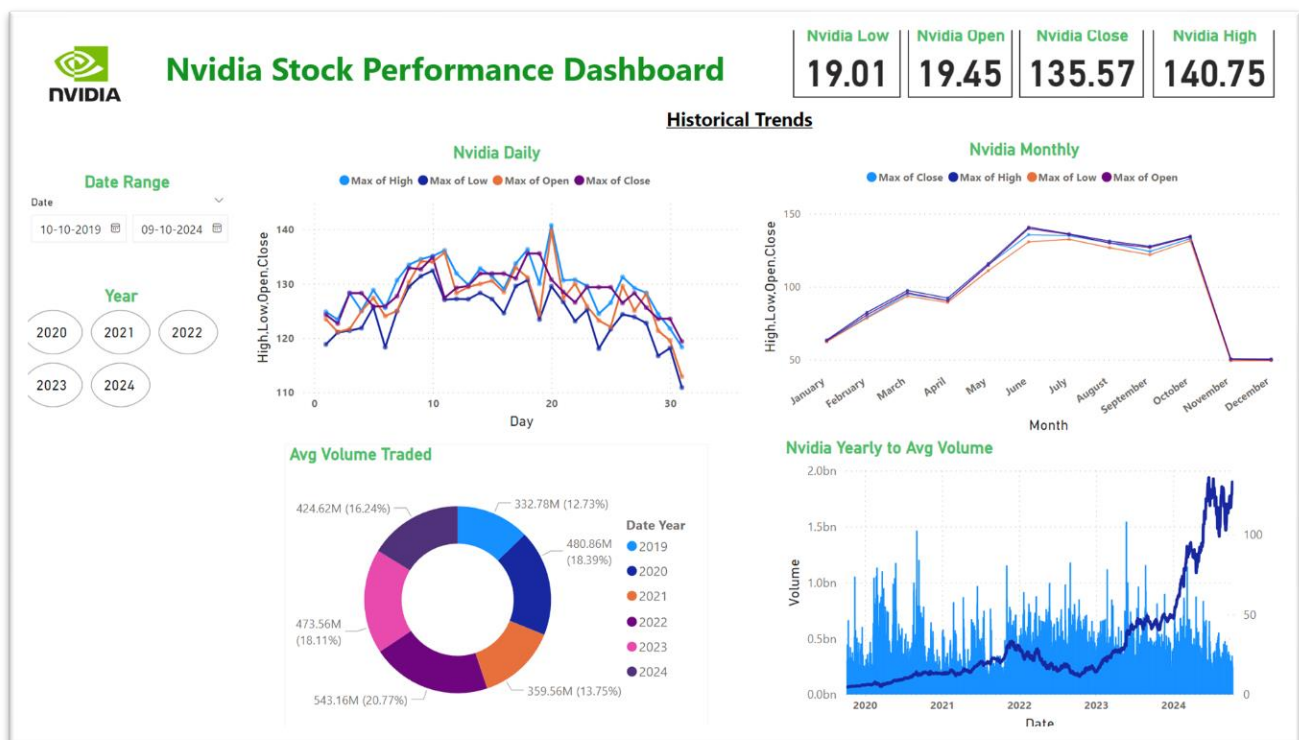 NVIDIA
Nvidia Stock Performance Dashboard
Nvidia Low
19.01
Nvidia Open
19.45
Nvidia Close
135.57
Nvidia High
140.75
Historical Trends
Date Range
Date
10-10-2019
09-10-2024
Year
2020
2021
2022
2023
2024
Nvidia Daily
Max of High Max of Low Max of Open Max of Close
High,Low,Open,Close
140
130
120
110
0
10
20
30
Day
Nvidia Monthly
Max of Close Max of High Max of Low Max of Open
High,Low,Open,Close
150
100
50
January
February
March
April
May
June
July
August
September
October
November
December
Month
Avg Volume Traded
424.62M (16.24%)
332.78M (12.73%)
480.86M
(18.39%)
473.56M
(18.11%)
359.56M (13.75%)
543.16M (20.77%)
Date Year
2019
2020
2021
2022
2023
2024
Nvidia Yearly to Avg Volume
Volume
2.0bn
1.5bn
1.0bn
0.5bn
0.0bn
100
50
0
2020
2021
2022
2023
2024
Date